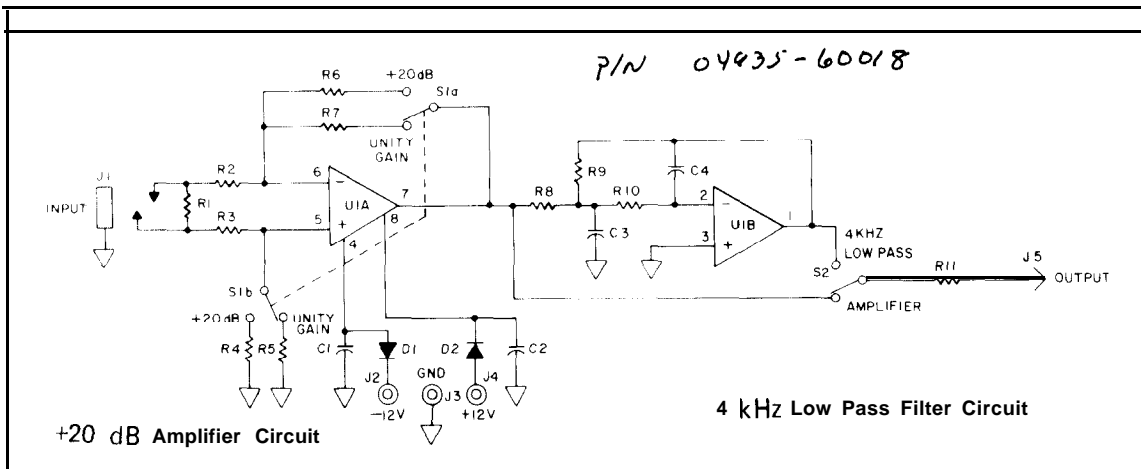 P/N 04935-60018
R6
+20dB
S1a
R7
UNITY
GAIN
J1
INPUT
R1
R2
R3
6
-
5
+
U1A
7
8
4
S1b
+20dB
UNITY
GAIN
R4
R5
C1
D1
J2
-12V
GND
J3
D2
J4
+12V
C2
R8
R9
R10
C4
C3
2
-
3
+
U1B
1
4KHZ
LOW PASS
S2
AMPLIFIER
R11
J5
OUTPUT
+20 dB Amplifier Circuit
4 kHz Low Pass Filter Circuit